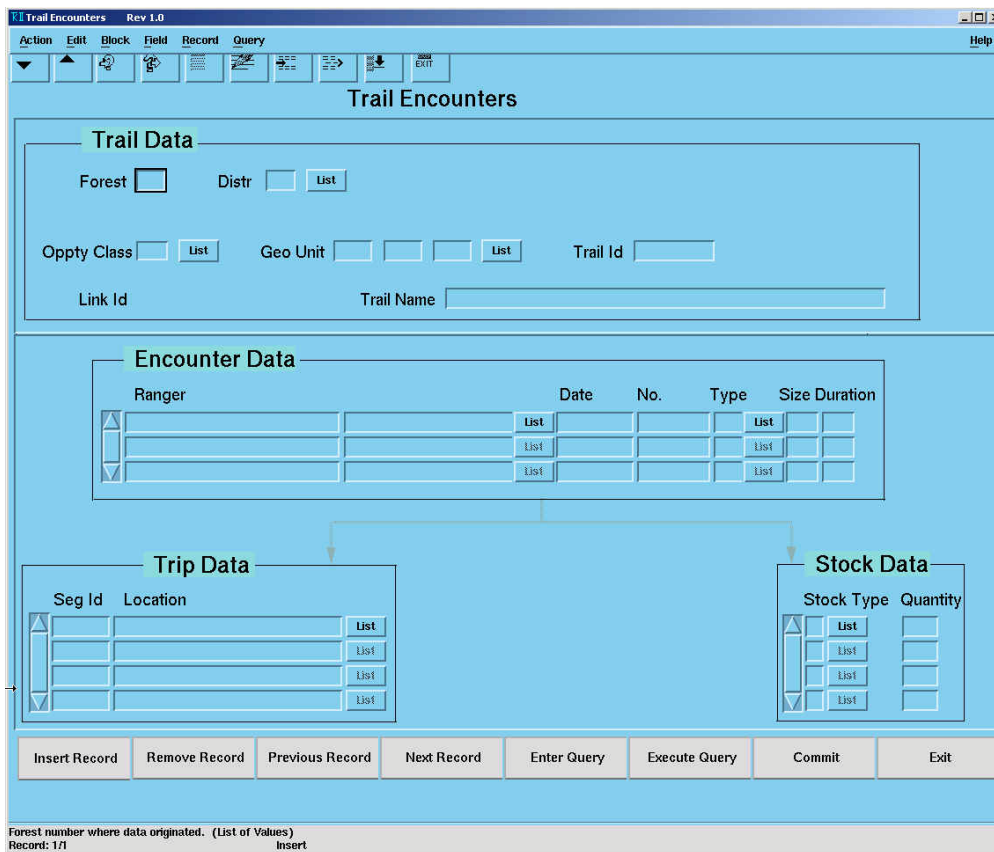 Trail Encounters Rev 1.0
Action Edit Block Field Record Query Help
EXIT
Trail Encounters
Trail Data
Forest Distr List
Oppty Class List Geo Unit List Trail Id
Link Id Trail Name
Encounter Data
Ranger Date No. Type Size Duration
List List
List List
List List
Trip Data Stock Data
Seg Id Location Stock Type Quantity
List List
List List
List List
List List
Insert Record Remove Record Previous Record Next Record Enter Query Execute Query Commit Exit
Forest number where data originated. (List of Values)
Record: 1/1 Insert